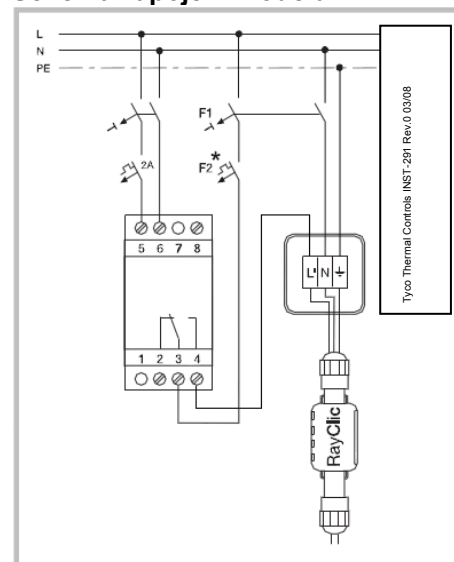 L
N
PE
F1
2A
F2 *
5 6 7 8
1 2 3 4
L' N
RayClic
Tyco Thermal Controls INST-291 Rev.0 03/08